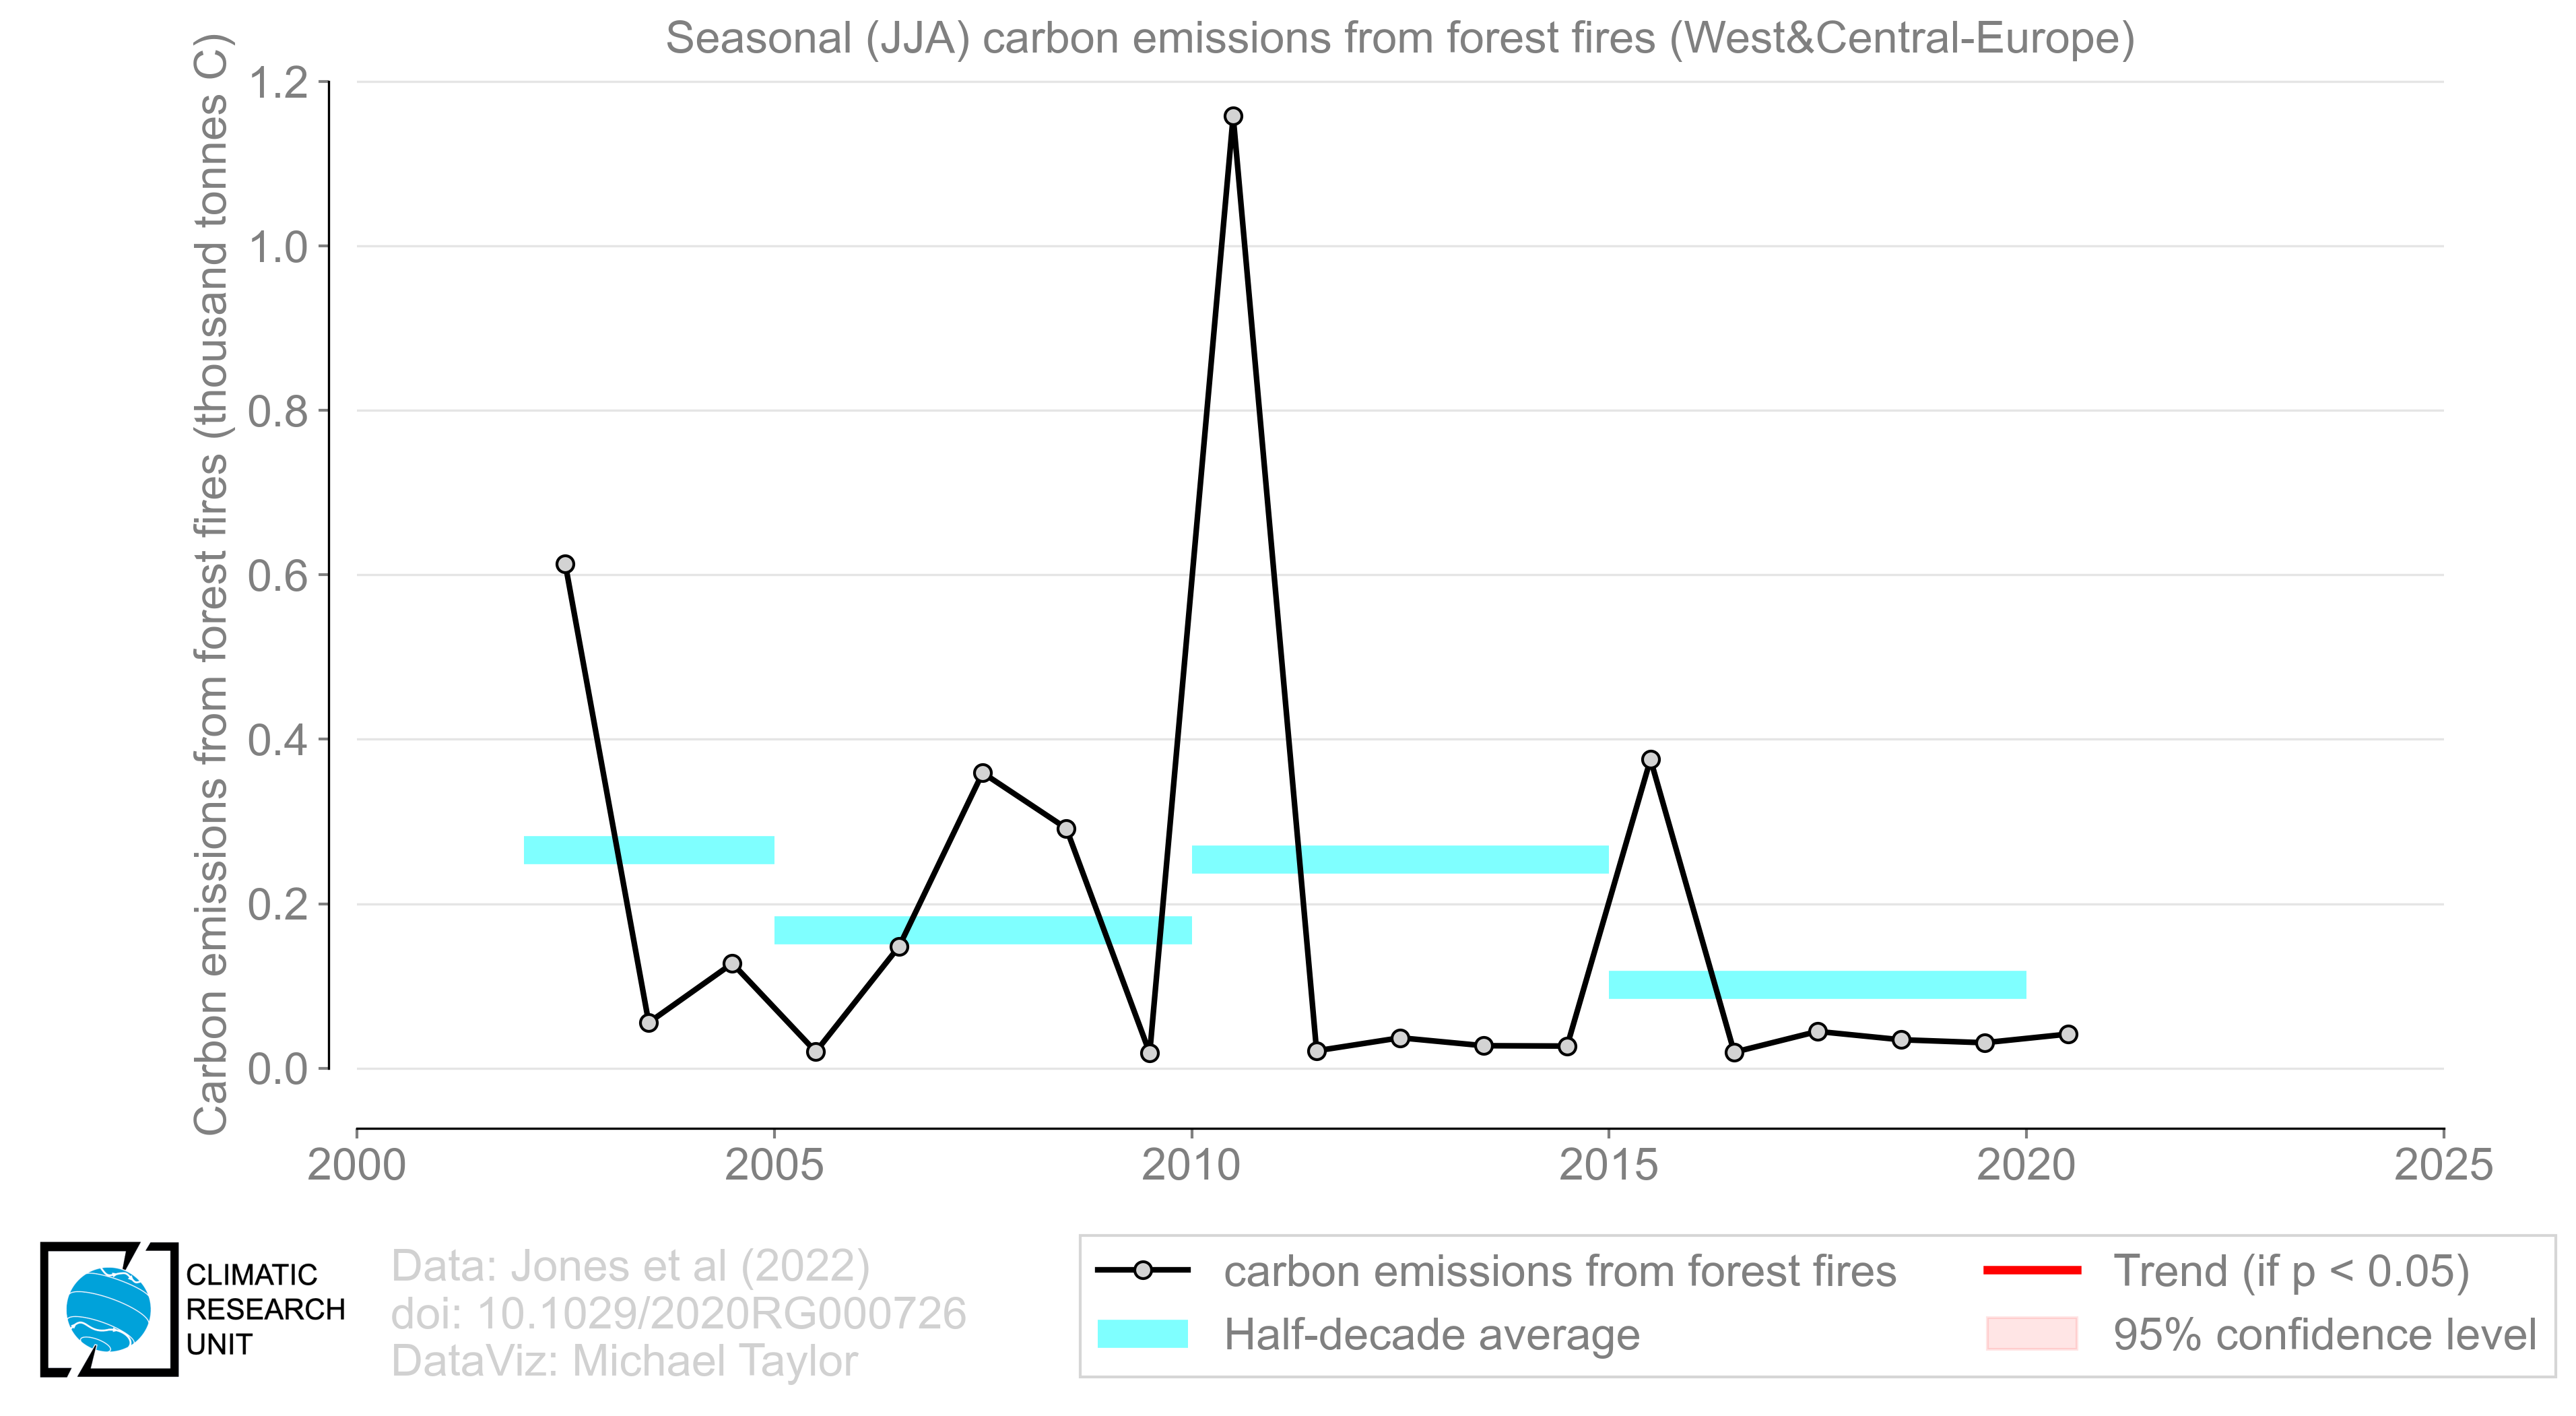 Seasonal (JJA) carbon emissions from forest fires (West&Central-Europe)
Carbon emissions from forest fires (thousand tonnes C)
1.2
1.0
0.8
0.6
0.4
0.2
0.0
2000 2005 2010 2015 2020 2025
CLIMATIC
RESEARCH
UNIT
Data: Jones et al (2022)
doi: 10.1029/2020RG000726
DataViz: Michael Taylor
carbon emissions from forest fires
Half-decade average
Trend (if p < 0.05)
95% confidence level